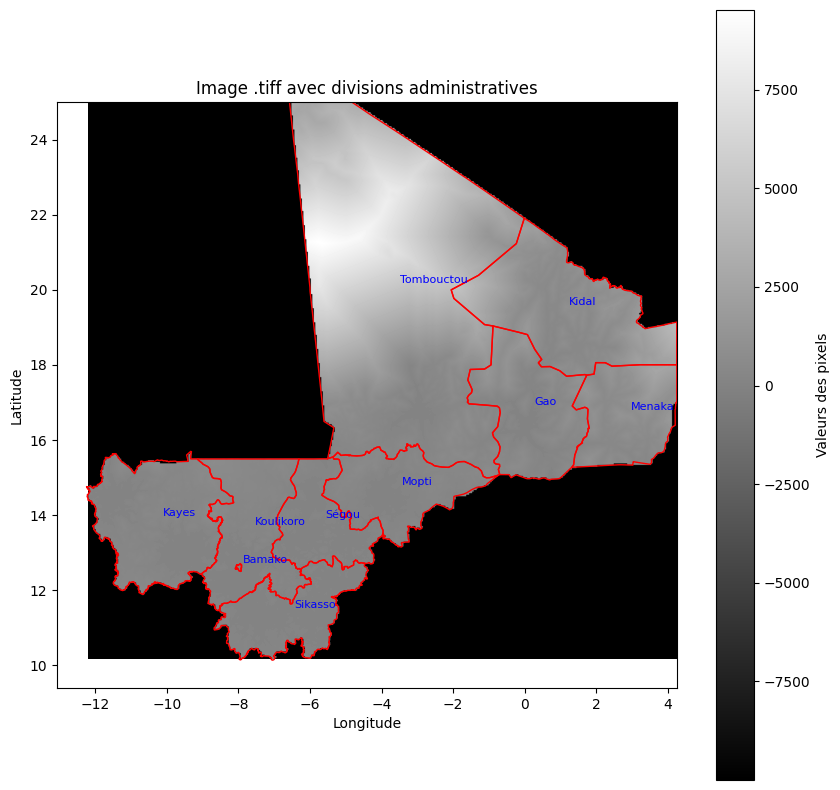 Image .tiff avec divisions administratives
24
22
20
18
16
14
12
10
Latitude
Tombouctou
Kidal
Gao
Menaka
Mopti
Kayes
Koulikoro
Ségou
Bamako
Sikasso
−12
−10
−8
−6
−4
−2
0
2
4
Longitude
7500
5000
2500
0
−2500
−5000
−7500
Valeurs des pixels